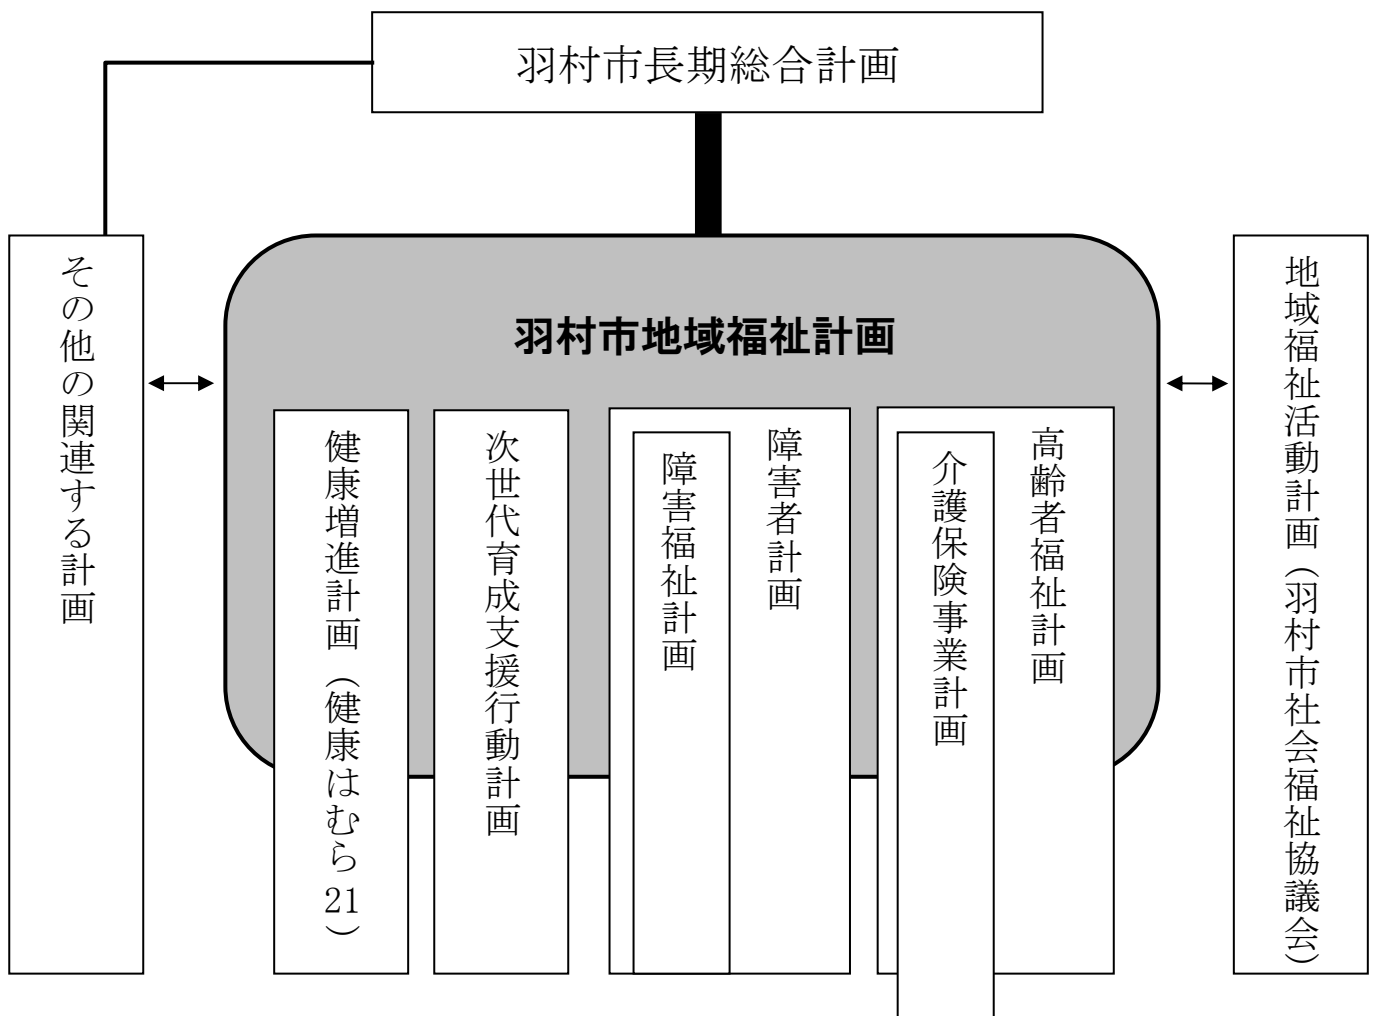 羽村市長期総合計画
羽村市地域福祉計画
地域福祉活動計画（羽村市社会福祉協議会）
高齢者福祉計画
介護保険事業計画
障害者計画
障害福祉計画
次世代育成支援行動計画
健康増進計画（健康はむら21）
その他の関連する計画